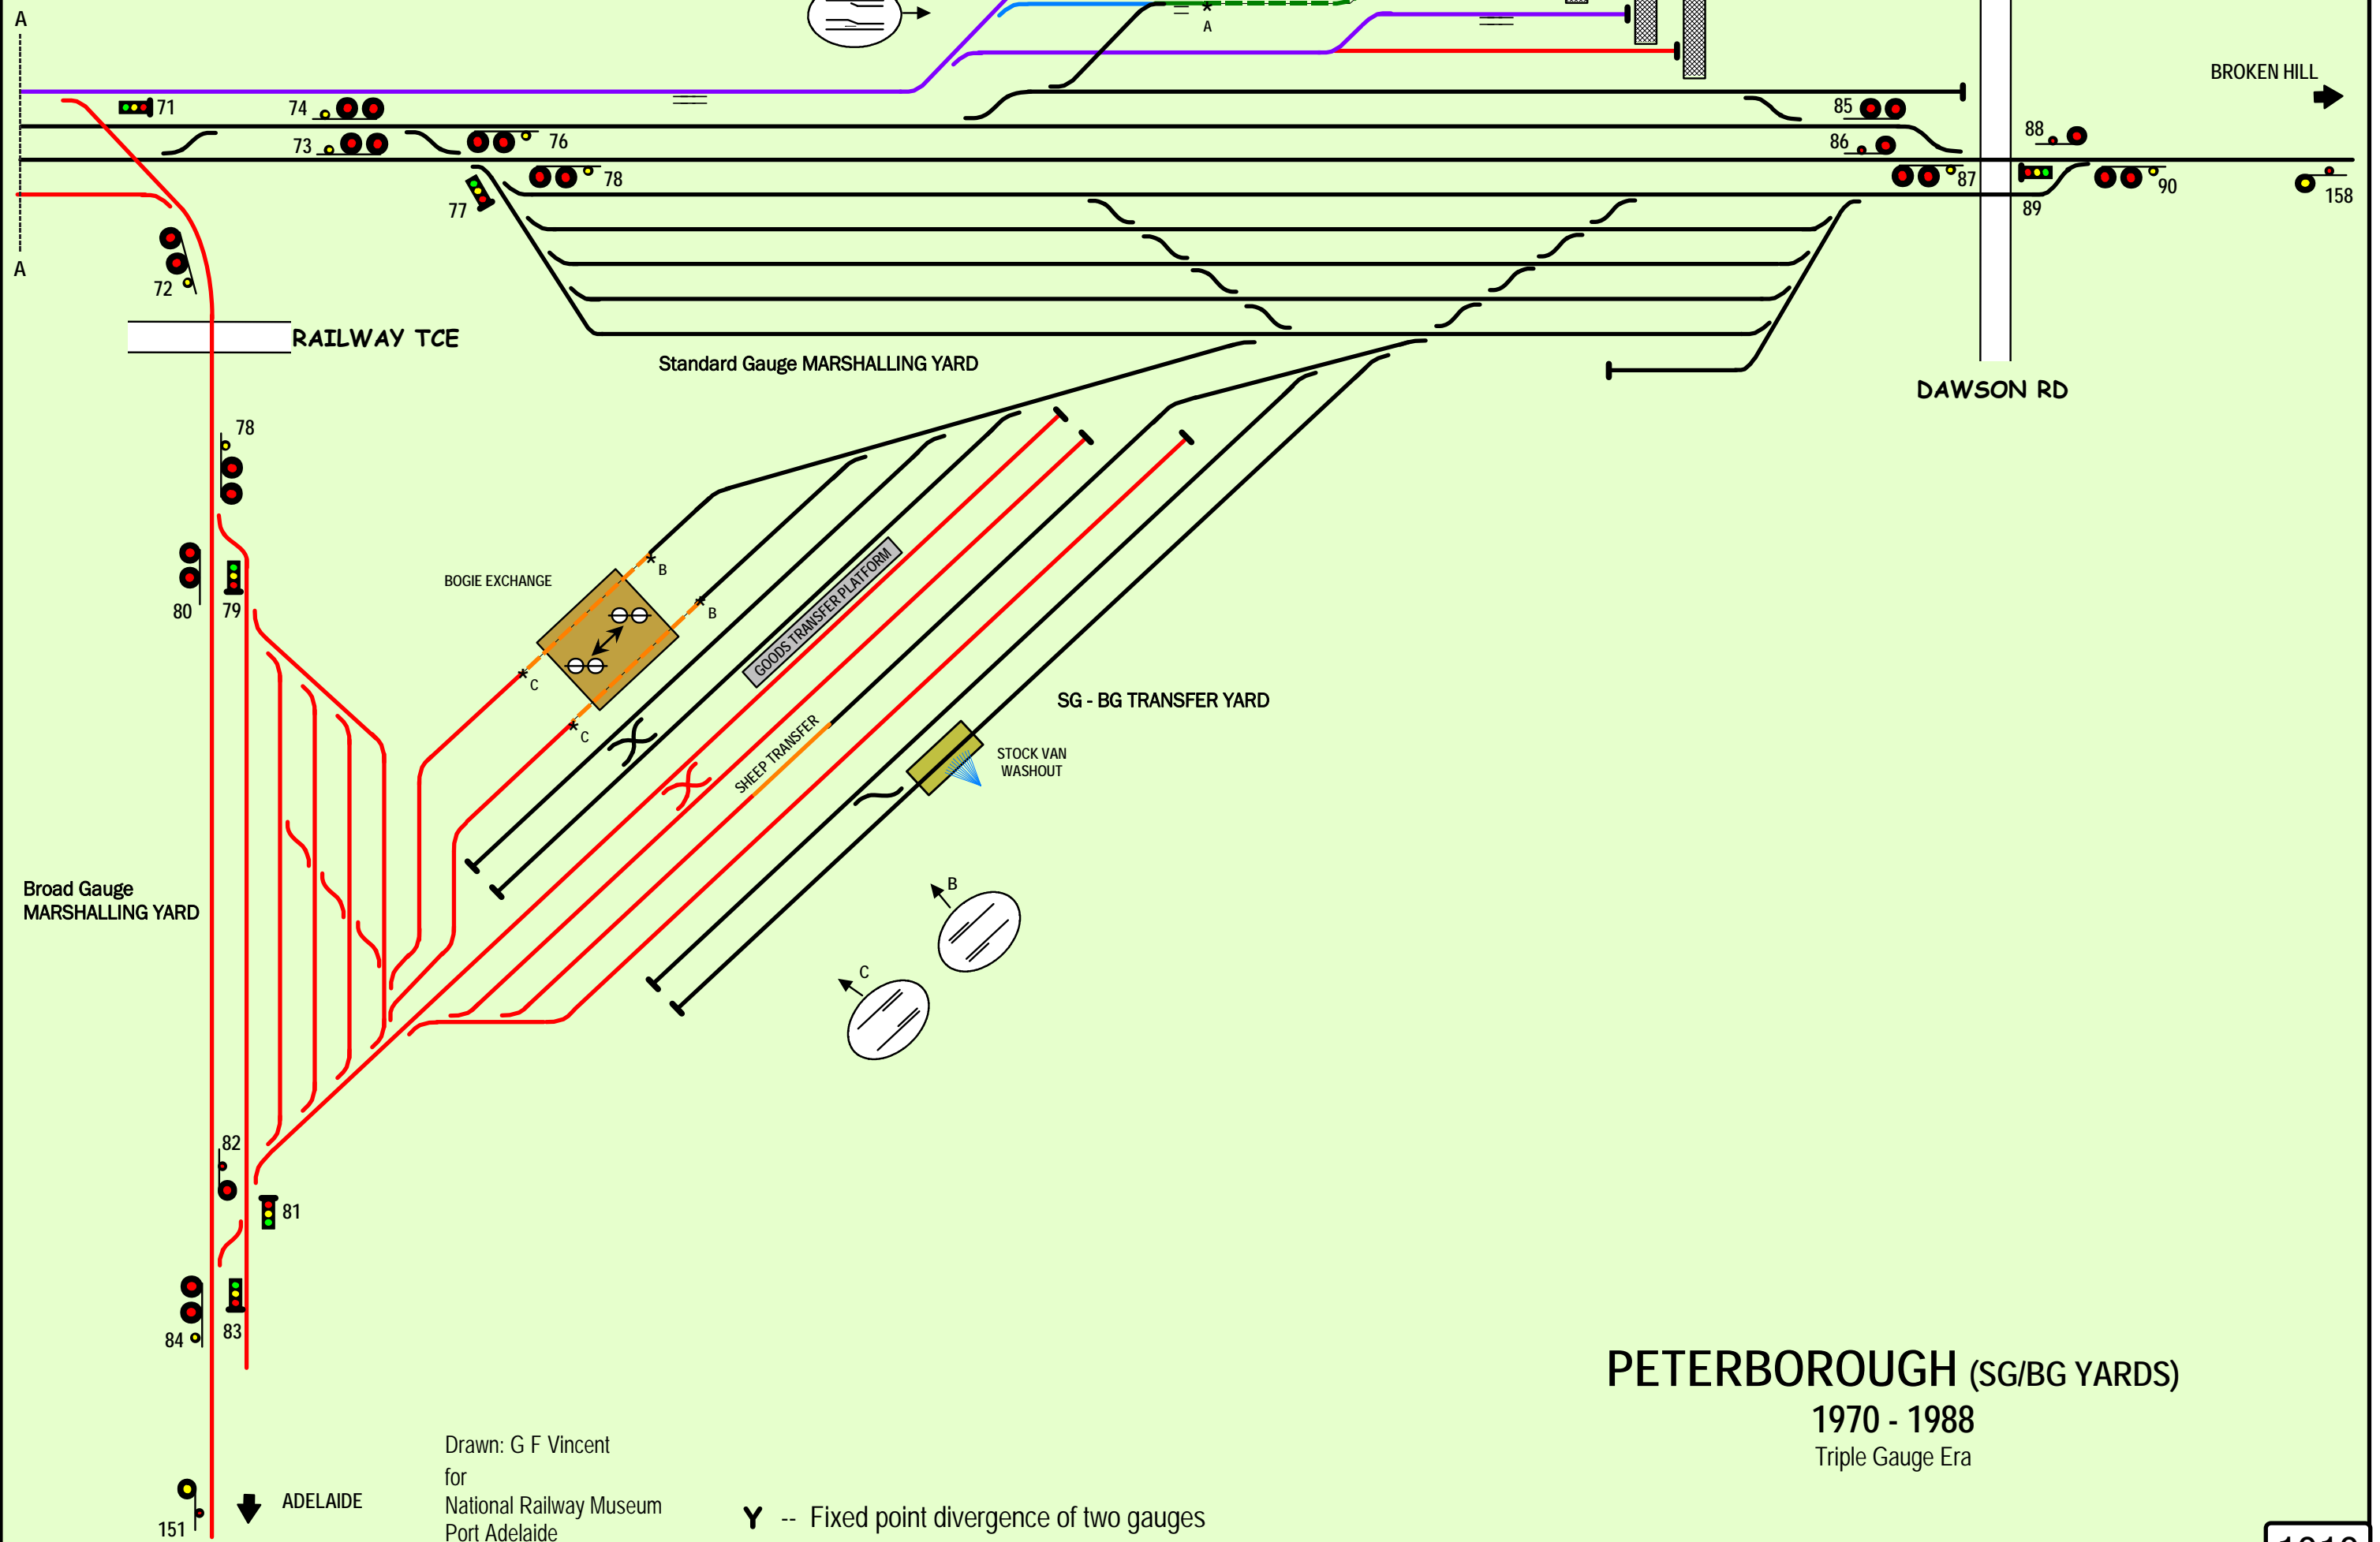 A
A
BROKEN HILL
71
74
85
88
73
76
86
78
87
90
158
77
89
A
72
RAILWAY TCE
Standard Gauge MARSHALLING YARD
DAWSON RD
78
BOGIE EXCHANGE
B
B
80
79
GOODS TRANSFER PLATFORM
C
C
SG - BG TRANSFER YARD
SHEEP TRANSFER
STOCK VAN
WASHOUT
Broad Gauge
MARSHALLING YARD
B
C
82
81
84
83
PETERBOROUGH (SG/BG YARDS)
1970 - 1988
Triple Gauge Era
Drawn: G F Vincent
for
National Railway Museum
Port Adelaide
ADELAIDE
151
Y -- Fixed point divergence of two gauges